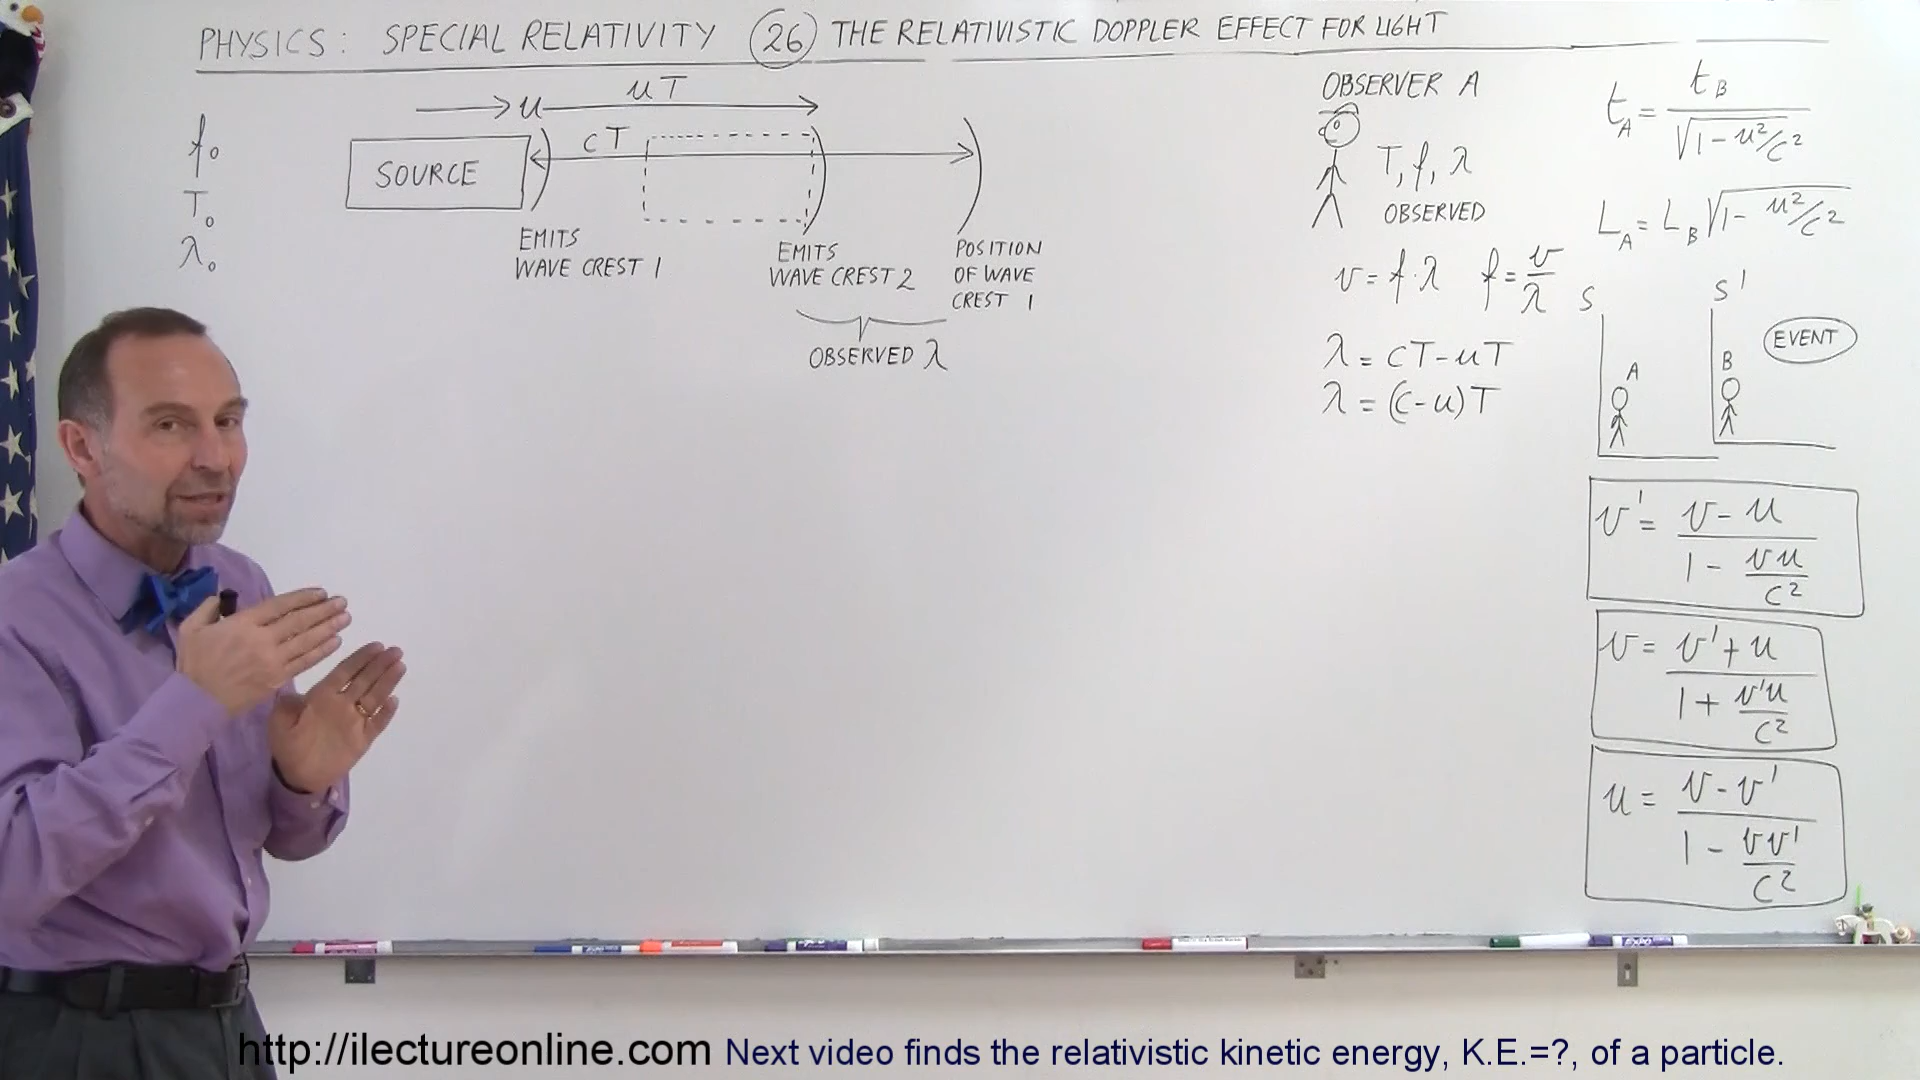 PHYSICS: SPECIAL RELATIVITY 26 THE RELATIVISTIC DOPPLER EFFECT FOR LIGHT
u uT
cT
SOURCE
f₀
T₀
λ₀
EMITS
WAVE CREST 1
EMITS
WAVE CREST 2
POSITION
OF WAVE
CREST 1
OBSERVED λ
OBSERVER A
T, f, λ
OBSERVED
v = f·λ f = v/λ
λ = cT - uT
λ = (c - u)T
t_A = t_B / √(1 - u²/c²)
L_A = L_B √(1 - u²/c²)
S S'
A B EVENT
v' = (v - u) / (1 - vu/c²)
v = (v' + u) / (1 + v'u/c²)
u = (v - v') / (1 - vv'/c²)
EXPO
http://ilectureonline.com Next video finds the relativistic kinetic energy, K.E.=?, of a particle.